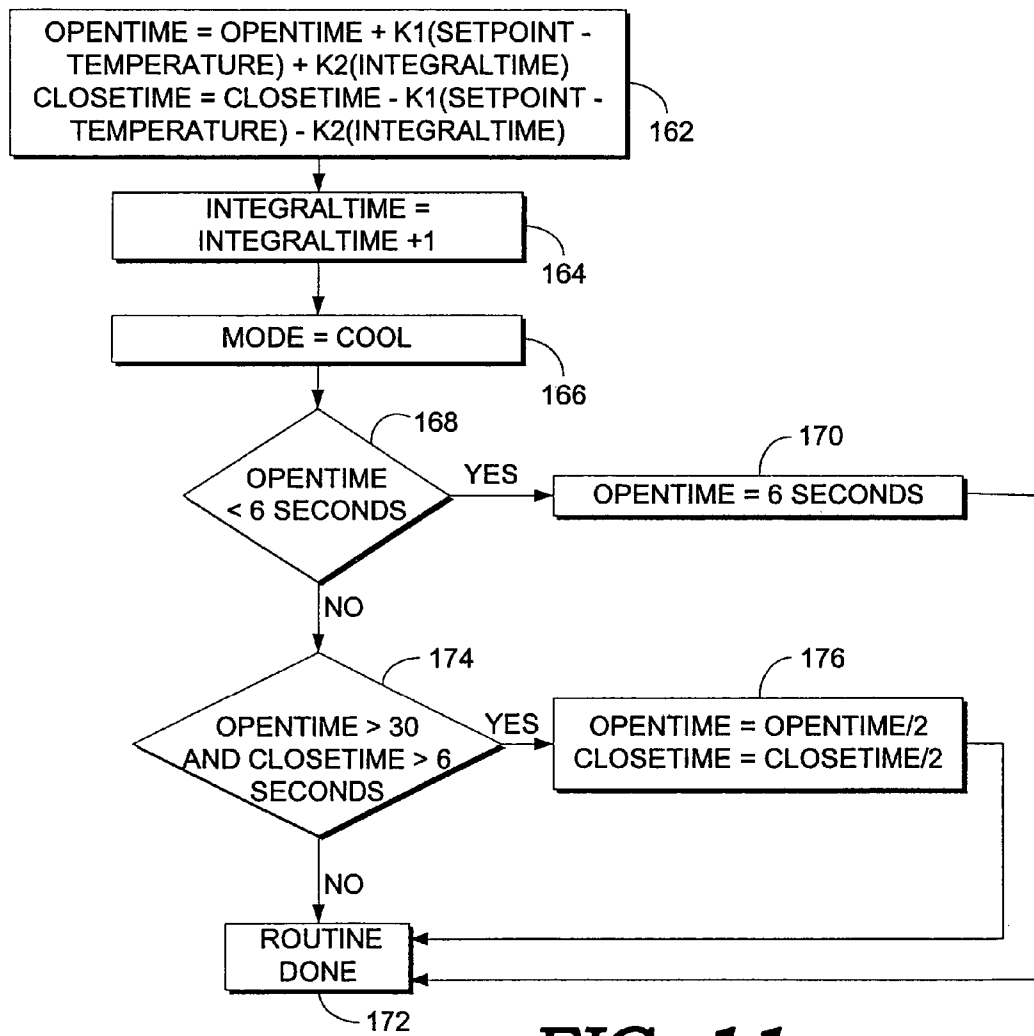 OPENTIME = OPENTIME + K1(SETPOINT -
TEMPERATURE) + K2(INTEGRALTIME)
CLOSETIME = CLOSETIME - K1(SETPOINT -
TEMPERATURE) - K2(INTEGRALTIME)
162
INTEGRALTIME =
INTEGRALTIME +1
164
MODE = COOL
166
168
OPENTIME
< 6 SECONDS
YES
170
OPENTIME = 6 SECONDS
NO
174
OPENTIME > 30
AND CLOSETIME > 6
SECONDS
YES
176
OPENTIME = OPENTIME/2
CLOSETIME = CLOSETIME/2
NO
ROUTINE
DONE
172
FIG. 11